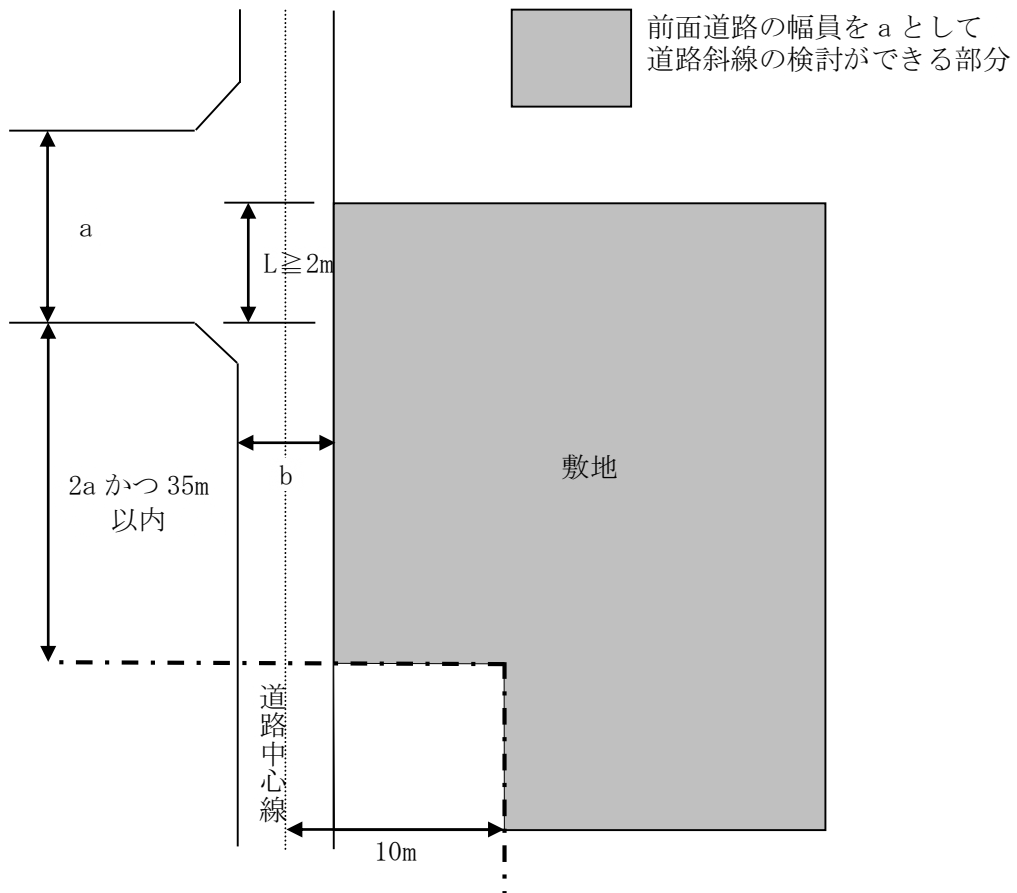 前面道路の幅員を a として
道路斜線の検討ができる部分
a
L≧2m
b
敷地
2a かつ 35m
以内
道路中心線
10m